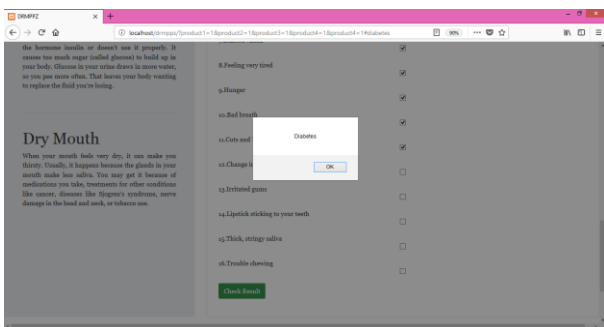 DRMPPZ
localhost/drmpps/?product1=1&product2=1&product3=1&product4=1&product4=1#diabetes
90%
the hormone insulin or doesn't use it properly. It
causes too much sugar (called glucose) to build up in
your body. Glucose in your urine draws in more water,
so you pee more often. That leaves your body wanting
to replace the fluid you're losing.
Dry Mouth
When your mouth feels very dry, it can make you
thirsty. Usually, it happens because the glands in your
mouth make less saliva. You may get it because of
medications you take, treatments for other conditions
like cancer, diseases like Sjogren's syndrome, nerve
damage in the head and neck, or tobacco use.
8.Feeling very tired
9.Hunger
10.Bad breath
11.Cuts and
12.Change in
13.Irritated gums
14.Lipstick sticking to your teeth
15.Thick, stringy saliva
16.Trouble chewing
Check Result
Diabetes
OK